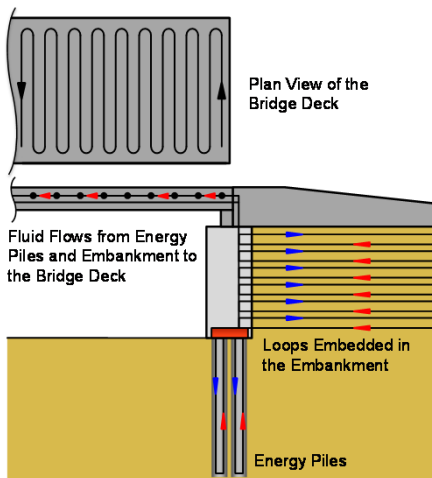 Plan View of the
Bridge Deck
Fluid Flows from Energy
Piles and Embankment to
the Bridge Deck
Loops Embedded in
the Embankment
Energy Piles